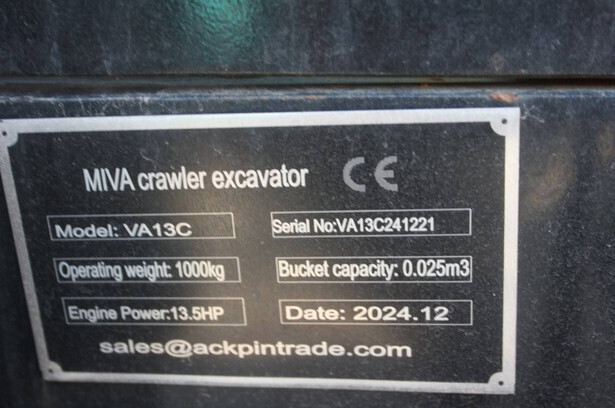 MIVA crawler excavator CE
Model: VA13C Serial No:VA13C241221
Operating weight: 1000kg Bucket capacity: 0.025m3
Engine Power:13.5HP Date: 2024.12
sales@ackpintrade.com